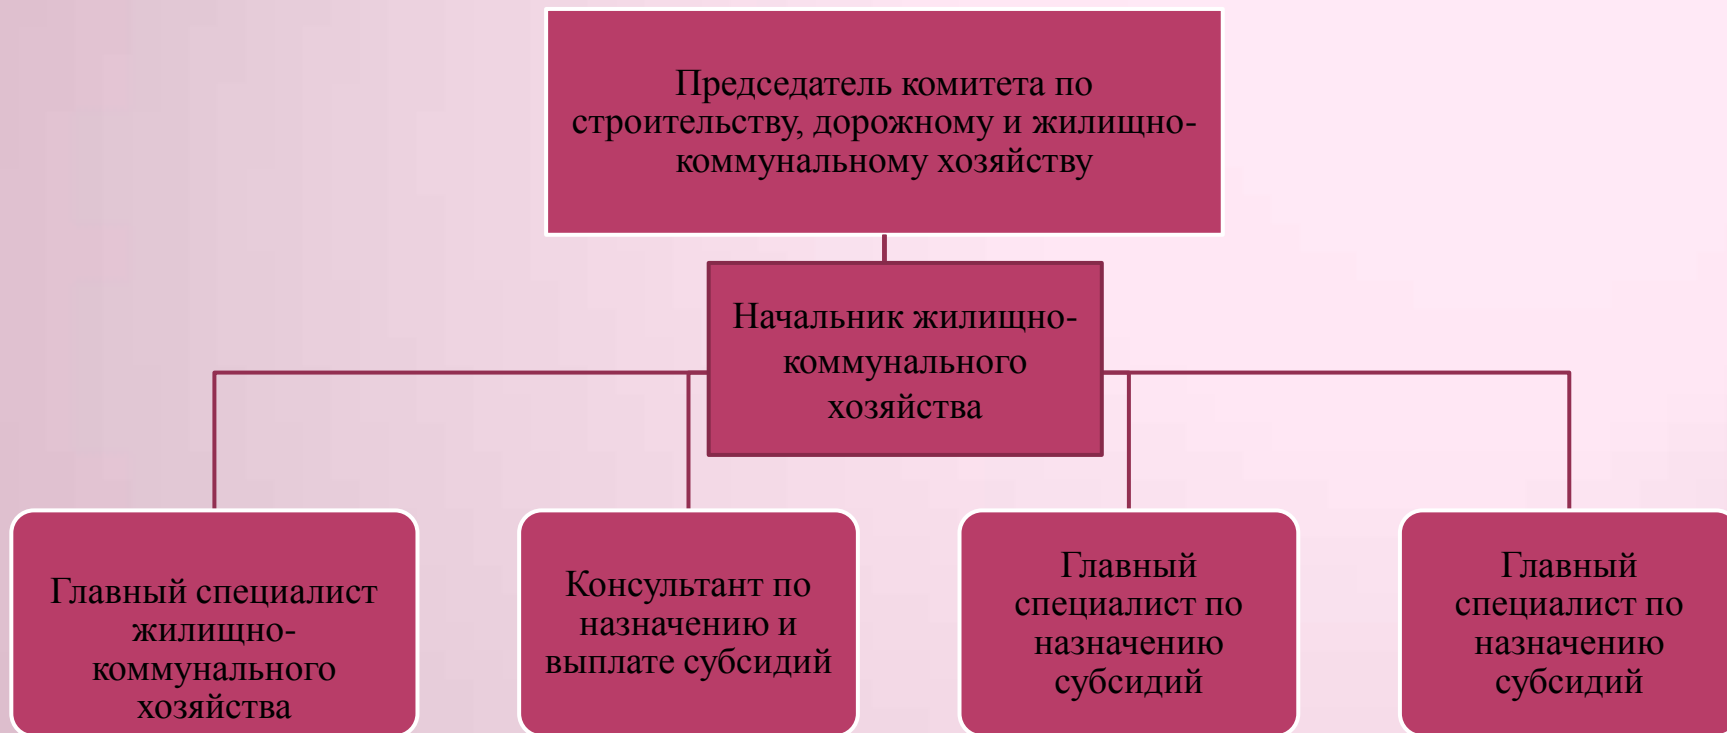 Председатель комитета по
строительству, дорожному и жилищно-
коммунальному хозяйству
Начальник жилищно-
коммунального
хозяйства
Главный специалист
жилищно-
коммунального
хозяйства
Консультант по
назначению и
выплате субсидий
Главный
специалист по
назначению
субсидий
Главный
специалист по
назначению
субсидий